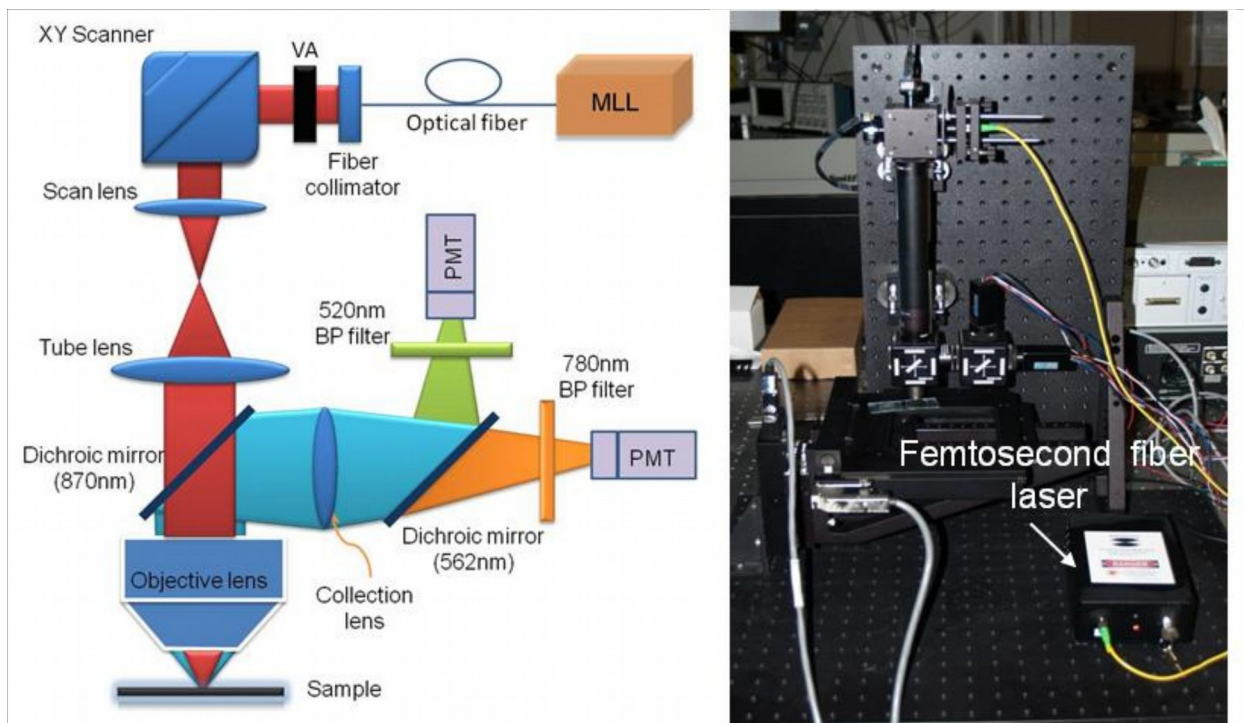 XY Scanner
VA
MLL
Optical fiber
Fiber
collimator
Scan lens
PMT
520nm
BP filter
Tube lens
780nm
BP filter
PMT
Dichroic mirror
(870nm)
Dichroic mirror
(562nm)
Objective lens
Collection
lens
Sample
Femtosecond fiber
laser
DANGER